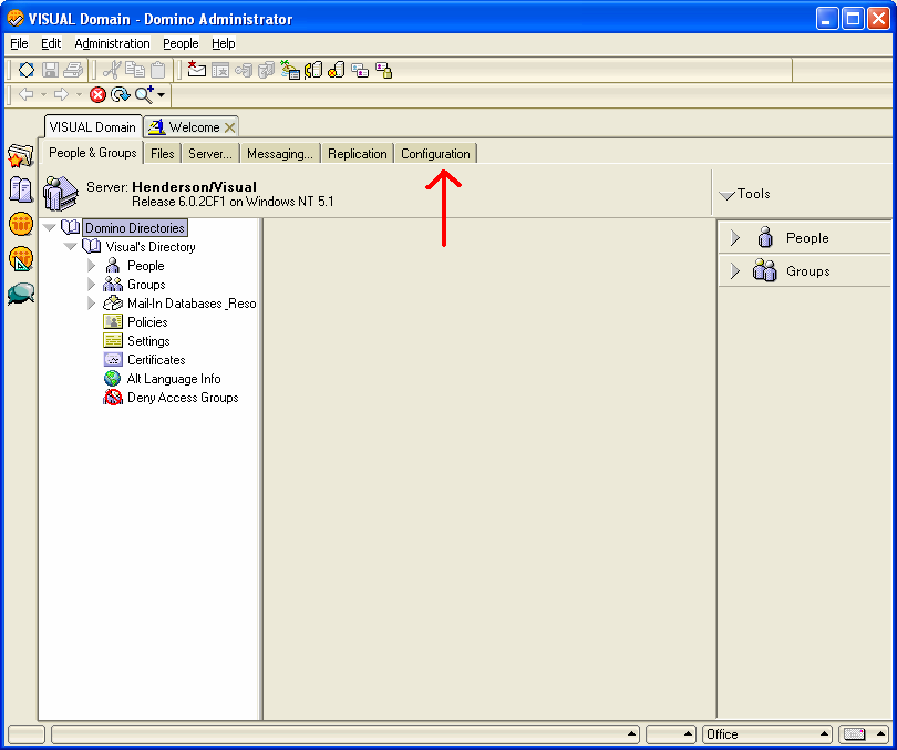 VISUAL Domain - Domino Administrator
File Edit Administration People Help
VISUAL Domain Welcome
People & Groups Files Server... Messaging... Replication Configuration
Server: Henderson/Visual
Release 6.0.2CF1 on Windows NT 5.1
Tools
Domino Directories
Visual's Directory
People
Groups
Mail-In Databases _Reso
Policies
Settings
Certificates
Alt Language Info
Deny Access Groups
People
Groups
Office